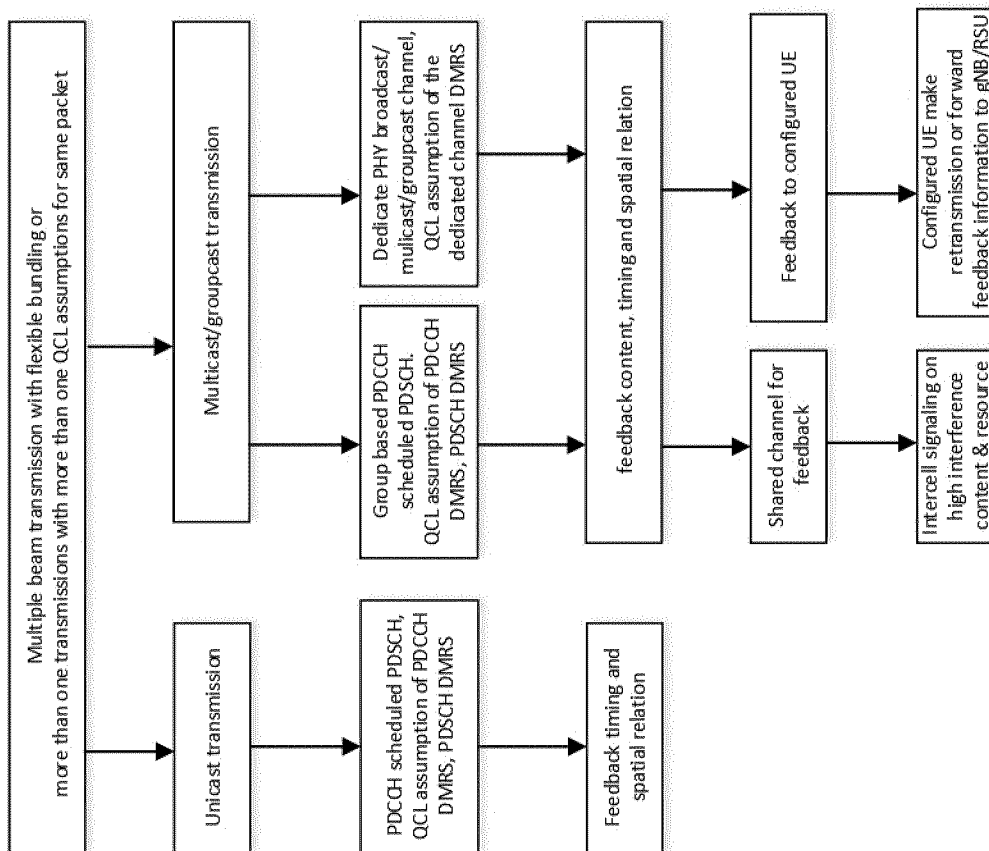 Multiple beam transmission with flexible bundling or
more than one transmissions with more than one QCL assumptions for same packet
Unicast transmission
Multicast/groupcast transmission
PDCCH scheduled PDSCH,
QCL assumption of PDCCH
DMRS, PDSCH DMRS
Group based PDCCH
scheduled PDSCH.
QCL assumption of PDCCH
DMRS, PDSCH DMRS
Dedicate PHY broadcast/
mulicast/groupcast channel,
QCL assumption of the
dedicated channel DMRS
Feedback timing and
spatial relation
feedback content, timing and spatial relation
Shared channel for
feedback
Feedback to configured UE
Intercell signaling on
high interference
content & resource
Configured UE make
retransmission or forward
feedback information to gNB/RSU